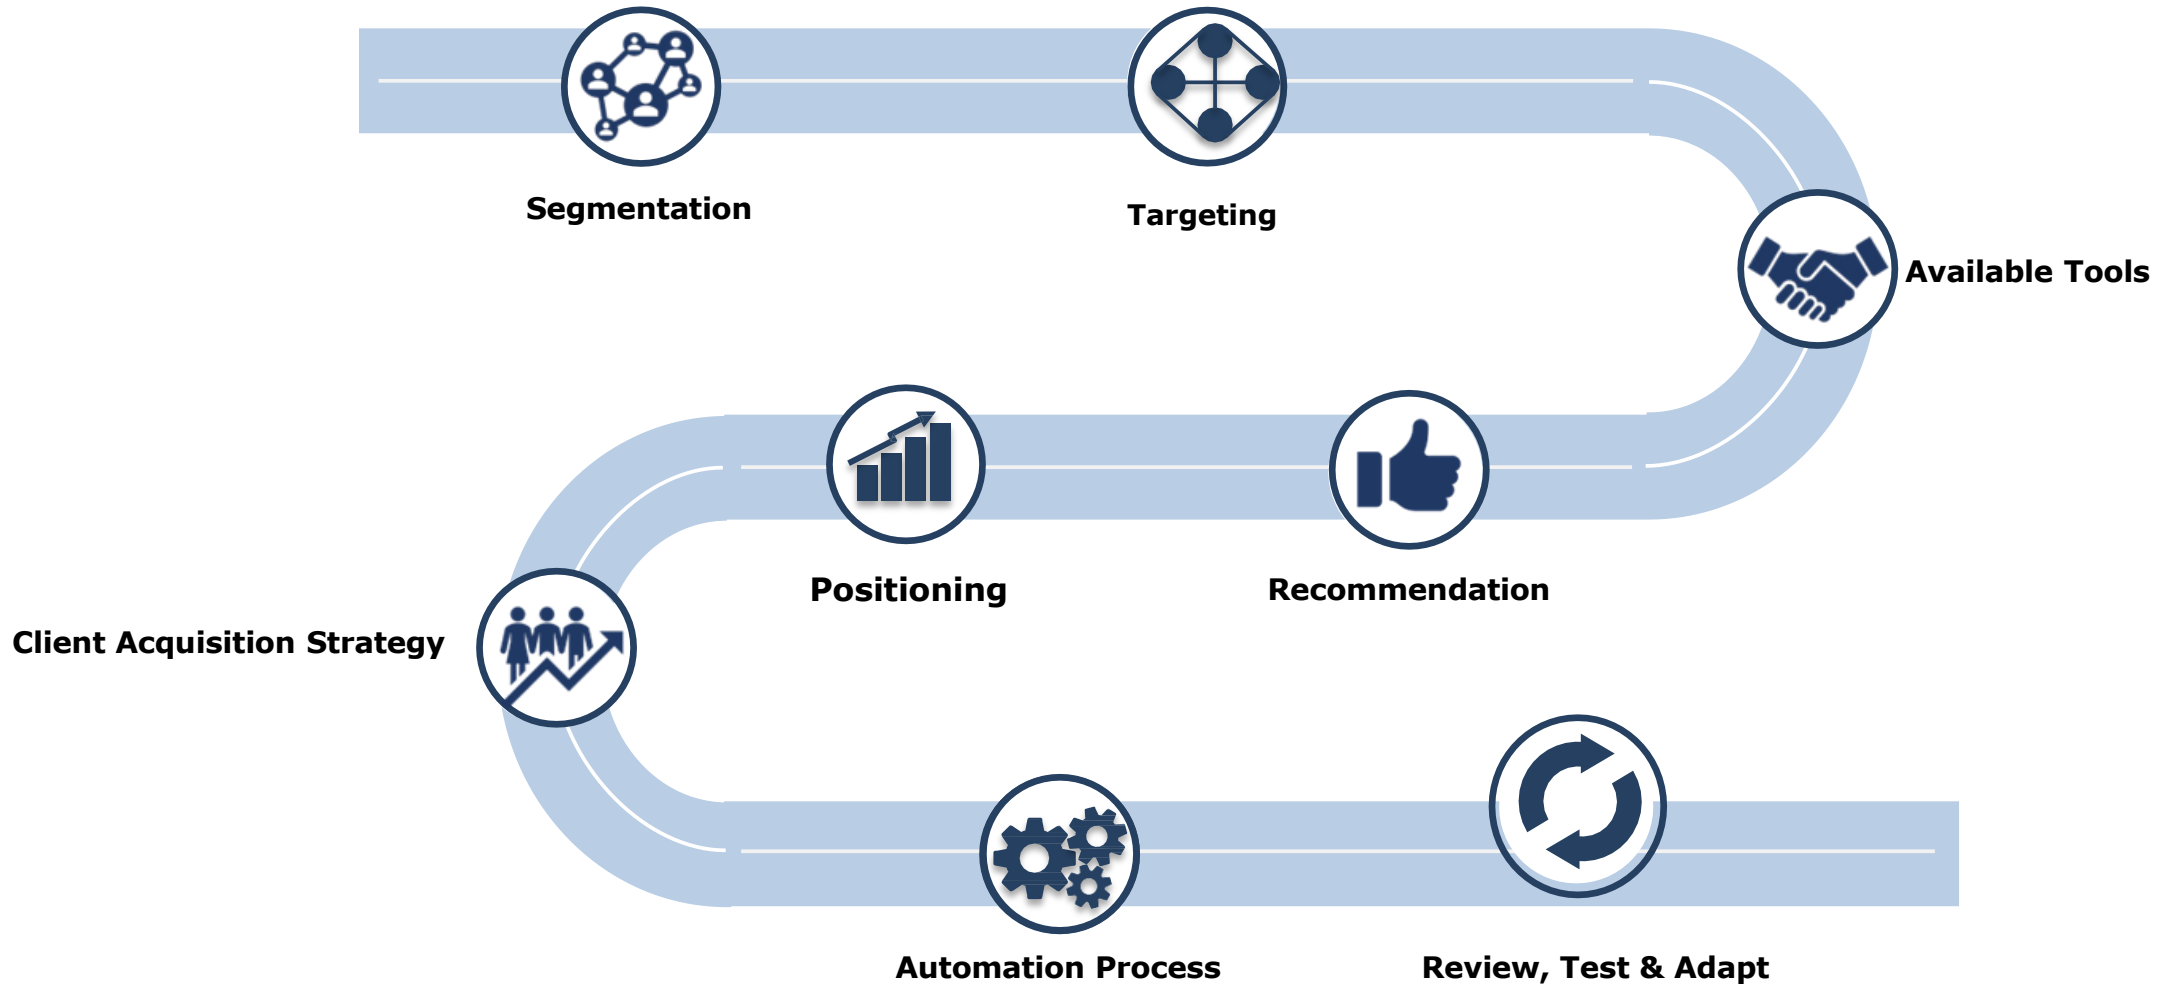 Segmentation
Targeting
Available Tools
Positioning
Recommendation
Client Acquisition Strategy
Automation Process
Review, Test & Adapt